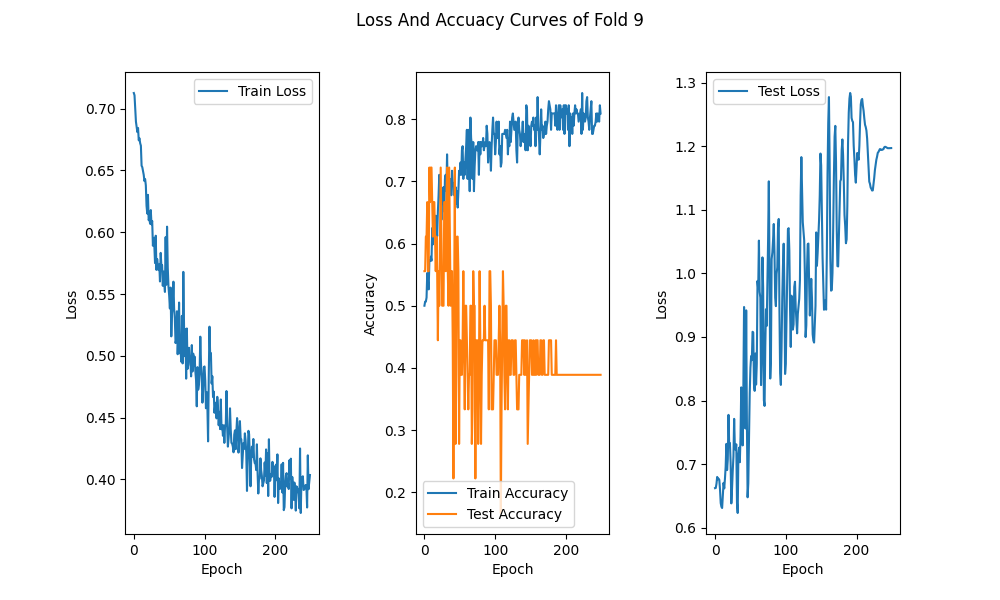 Loss And Accuacy Curves of Fold 9
Train Loss
0.70
0.65
0.60
0.55
0.50
0.45
0.40
Loss
0
100
200
Epoch
0.8
0.7
0.6
0.5
0.4
0.3
0.2
Accuracy
Train Accuracy
Test Accuracy
0
100
200
Epoch
Test Loss
1.3
1.2
1.1
1.0
0.9
0.8
0.7
0.6
Loss
0
100
200
Epoch